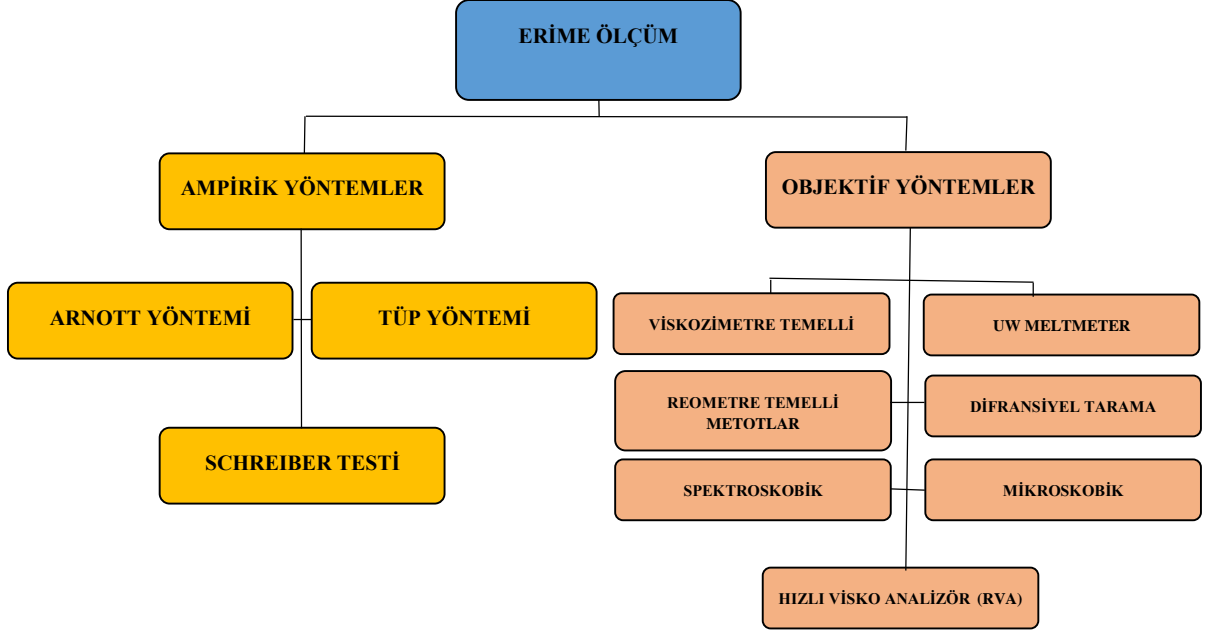 ERİME ÖLÇÜM
AMPİRİK YÖNTEMLER
OBJEKTİF YÖNTEMLER
ARNOTT YÖNTEMİ
TÜP YÖNTEMİ
SCHREIBER TESTİ
VİSKOZİMETRE TEMELLİ
UW MELTMETER
REOMETRE TEMELLİ
METOTLAR
DİFRANSİYEL TARAMA
SPEKTROSKOBİK
MİKROSKOBİK
HIZLI VİSKO ANALİZÖR (RVA)